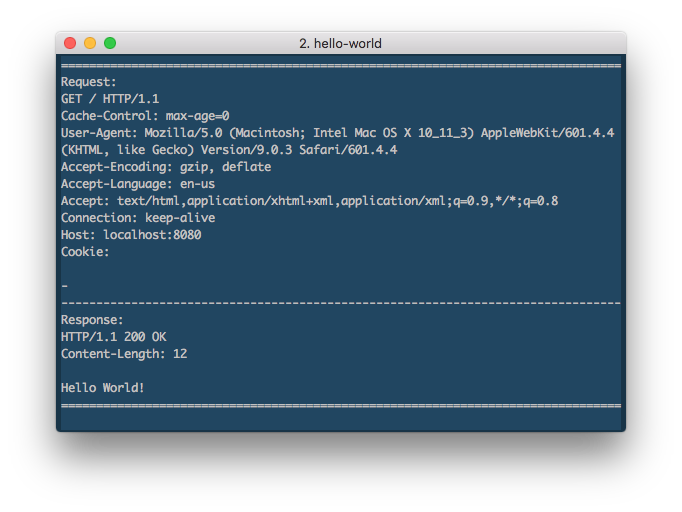 2. hello-world
================================================================================
Request:
GET / HTTP/1.1
Cache-Control: max-age=0
User-Agent: Mozilla/5.0 (Macintosh; Intel Mac OS X 10_11_3) AppleWebKit/601.4.4
(KHTML, like Gecko) Version/9.0.3 Safari/601.4.4
Accept-Encoding: gzip, deflate
Accept-Language: en-us
Accept: text/html,application/xhtml+xml,application/xml;q=0.9,*/*;q=0.8
Connection: keep-alive
Host: localhost:8080
Cookie:

-
--------------------------------------------------------------------------------
Response:
HTTP/1.1 200 OK
Content-Length: 12

Hello World!
================================================================================